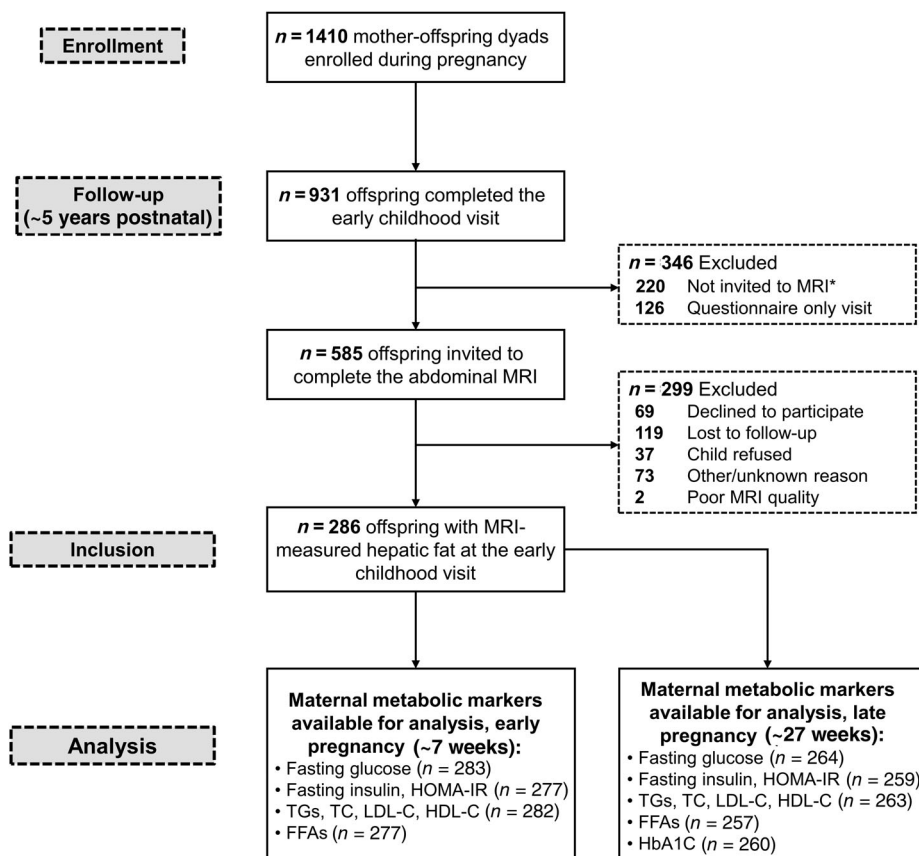 Enrollment
n = 1410 mother-offspring dyads
enrolled during pregnancy
Follow-up
(~5 years postnatal)
n = 931 offspring completed the
early childhood visit
n = 346 Excluded
220 Not invited to MRI*
126 Questionnaire only visit
n = 585 offspring invited to
complete the abdominal MRI
n = 299 Excluded
69 Declined to participate
119 Lost to follow-up
37 Child refused
73 Other/unknown reason
2 Poor MRI quality
Inclusion
n = 286 offspring with MRI-
measured hepatic fat at the early
childhood visit
Analysis
Maternal metabolic markers
available for analysis, early
pregnancy (~7 weeks):
• Fasting glucose (n = 283)
• Fasting insulin, HOMA-IR (n = 277)
• TGs, TC, LDL-C, HDL-C (n = 282)
• FFAs (n = 277)
Maternal metabolic markers
available for analysis, late
pregnancy (~27 weeks):
• Fasting glucose (n = 264)
• Fasting insulin, HOMA-IR (n = 259)
• TGs, TC, LDL-C, HDL-C (n = 263)
• FFAs (n = 257)
• HbA1C (n = 260)